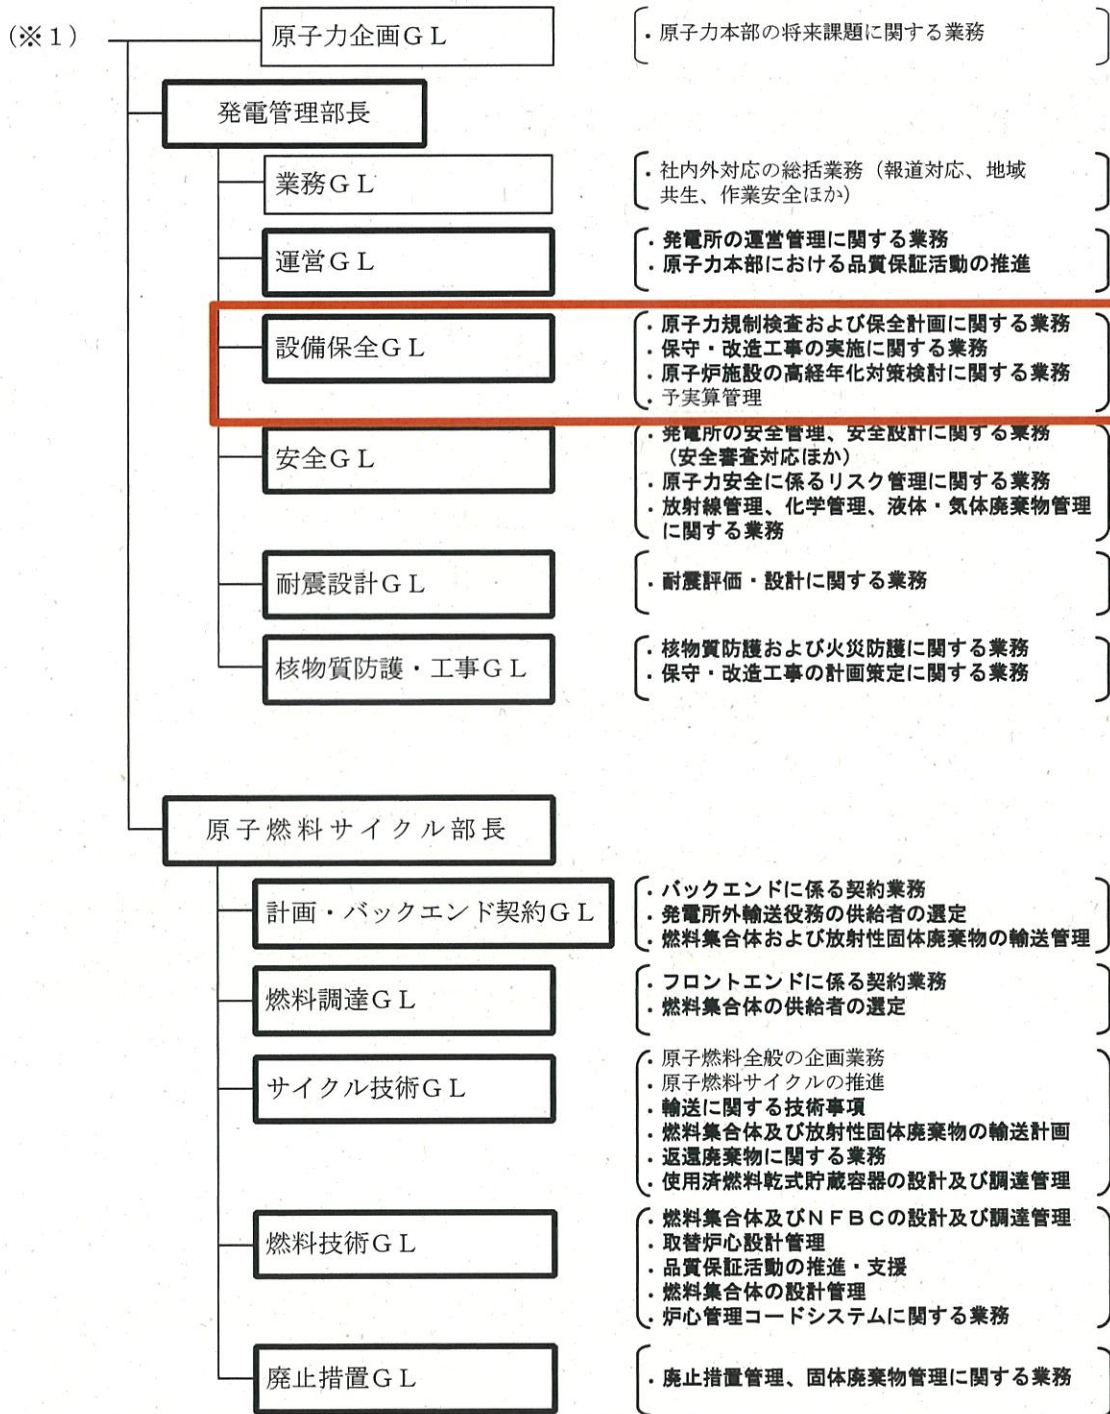 (※１)
原子力企画ＧＬ
・原子力本部の将来課題に関する業務
発電管理部長
業務ＧＬ
・社内外対応の総括業務（報道対応、地域
共生、作業安全ほか）
運営ＧＬ
・発電所の運営管理に関する業務
・原子力本部における品質保証活動の推進
設備保全ＧＬ
・原子力規制検査および保全計画に関する業務
・保守・改造工事の実施に関する業務
・原子炉施設の高経年化対策検討に関する業務
・予実算管理
安全ＧＬ
・発電所の安全管理、安全設計に関する業務
（安全審査対応ほか）
・原子力安全に係るリスク管理に関する業務
・放射線管理、化学管理、液体・気体廃棄物管理
に関する業務
耐震設計ＧＬ
・耐震評価・設計に関する業務
核物質防護・工事ＧＬ
・核物質防護および火災防護に関する業務
・保守・改造工事の計画策定に関する業務
原子燃料サイクル部長
計画・バックエンド契約ＧＬ
・バックエンドに係る契約業務
・発電所外輸送役務の供給者の選定
・燃料集合体および放射性固体廃棄物の輸送管理
燃料調達ＧＬ
・フロントエンドに係る契約業務
・燃料集合体の供給者の選定
サイクル技術ＧＬ
・原子燃料全般の企画業務
・原子燃料サイクルの推進
・輸送に関する技術事項
・燃料集合体及び放射性固体廃棄物の輸送計画
・返還廃棄物に関する業務
・使用済燃料乾式貯蔵容器の設計及び調達管理
燃料技術ＧＬ
・燃料集合体及びＮＦＢＣの設計及び調達管理
・取替炉心設計管理
・品質保証活動の推進・支援
・燃料集合体の設計管理
・炉心管理コードシステムに関する業務
廃止措置ＧＬ
・廃止措置管理、固体廃棄物管理に関する業務